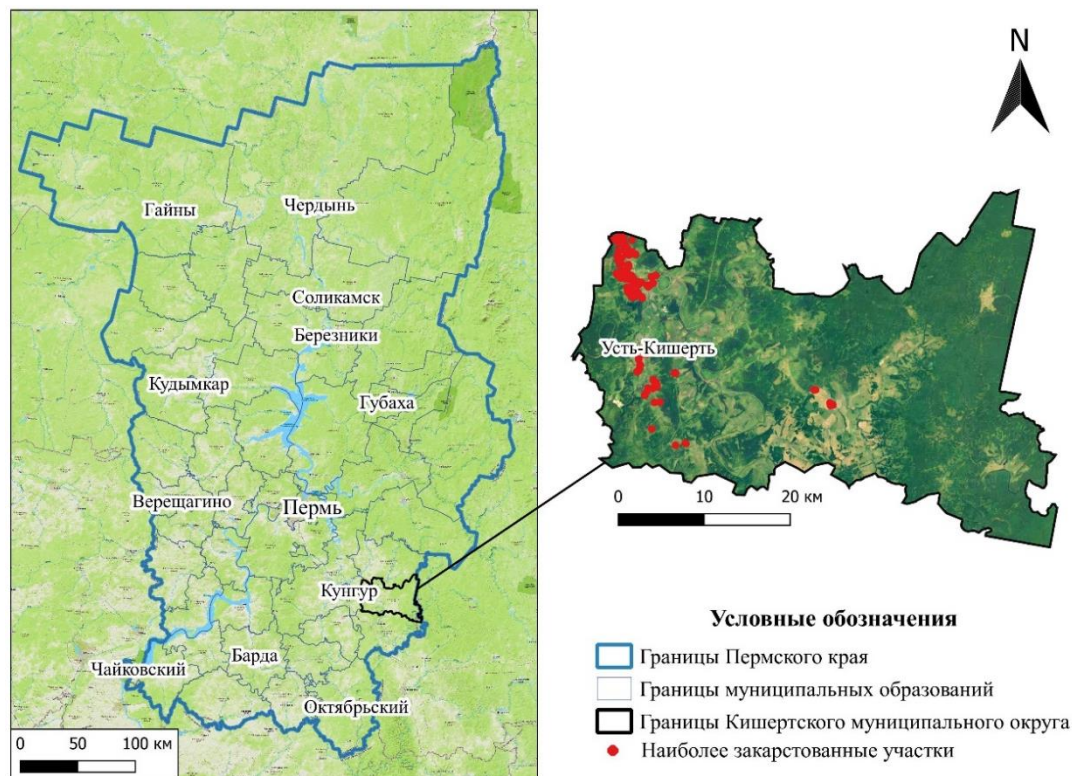 Гайны
Чердынь
Соликамск
Березники
Кудымкар
Губаха
Верещагино
Пермь
Кунгур
Чайковский
Барда
Октябрьский
0 50 100 км
N
Усть-Кишерть
0 10 20 км
Условные обозначения
Границы Пермского края
Границы муниципальных образований
Границы Кишертского муниципального округа
Наиболее закарстованные участки